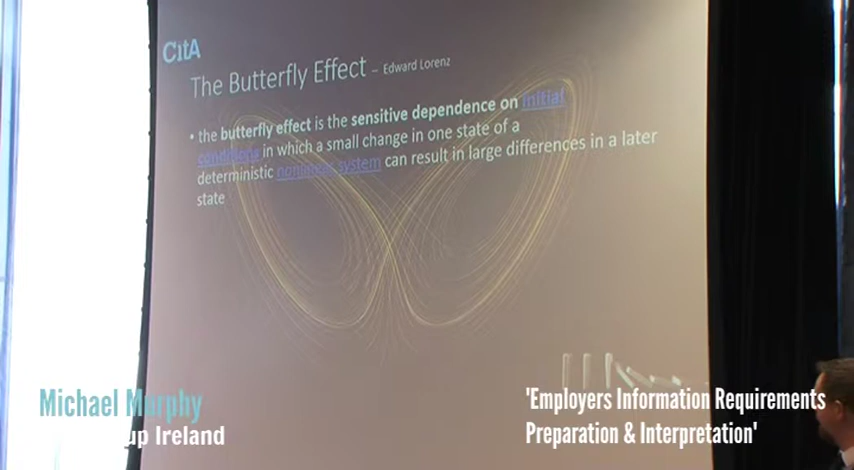 CitA
The Butterfly Effect – Edward Lorenz
• the butterfly effect is the sensitive dependence on initial
conditions in which a small change in one state of a
deterministic nonlinear system can result in large differences in a later
state
Michael Murphy
up Ireland
'Employers Information Requirements
Preparation & Interpretation'